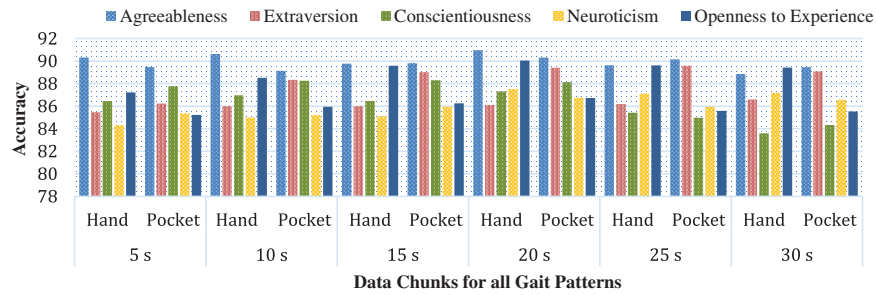 Agreeableness Extraversion Conscientiousness Neuroticism Openness to Experience
92
90
88
86
84
82
80
78
Accuracy
Hand Pocket Hand Pocket Hand Pocket Hand Pocket Hand Pocket Hand Pocket
5 s 10 s 15 s 20 s 25 s 30 s
Data Chunks for all Gait Patterns